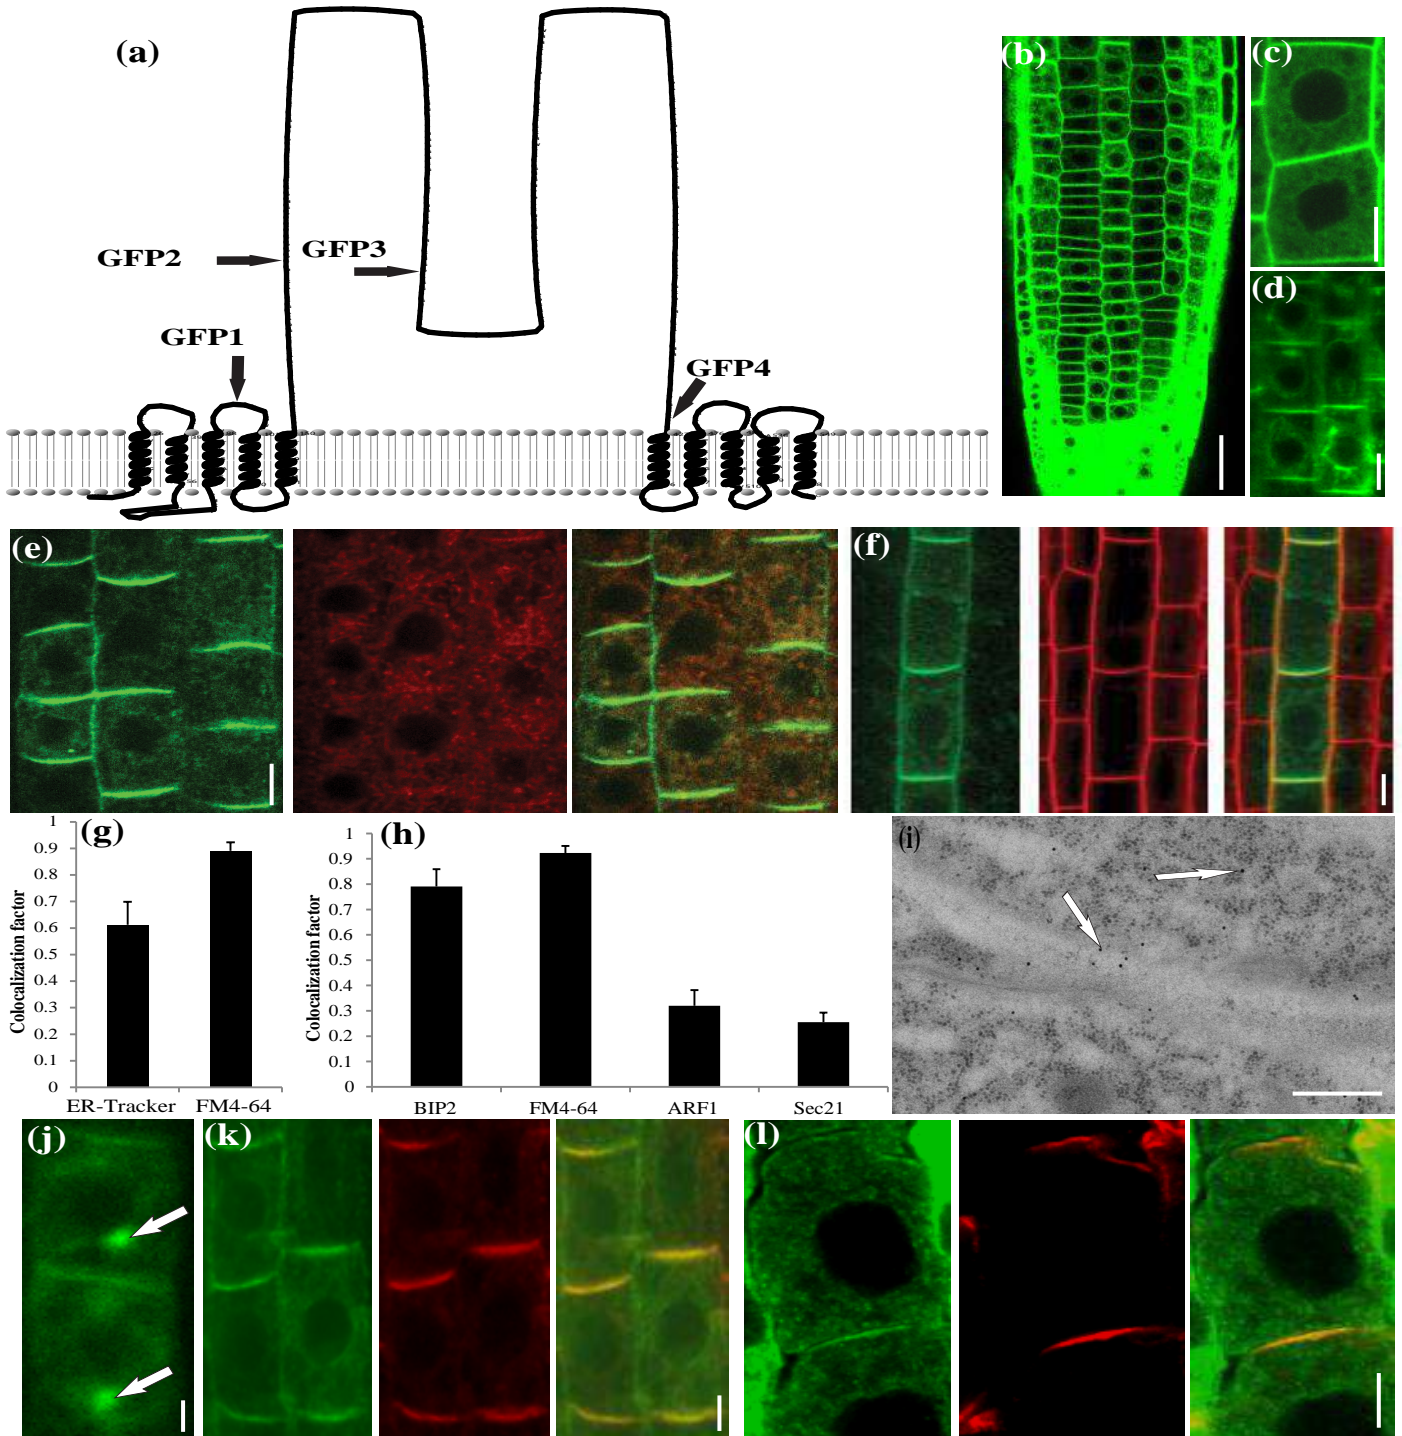 (a)
GFP2
GFP3
GFP1
GFP4
(b)
(c)
(d)
(e)
(f)
(g)
Colocalization factor
1
0.9
0.8
0.7
0.6
0.5
0.4
0.3
0.2
0.1
0
ER-Tracker FM4-64
(h)
Colocalization factor
1
0.9
0.8
0.7
0.6
0.5
0.4
0.3
0.2
0.1
0
BIP2 FM4-64 ARF1 Sec21
(i)
(j)
(k)
(l)